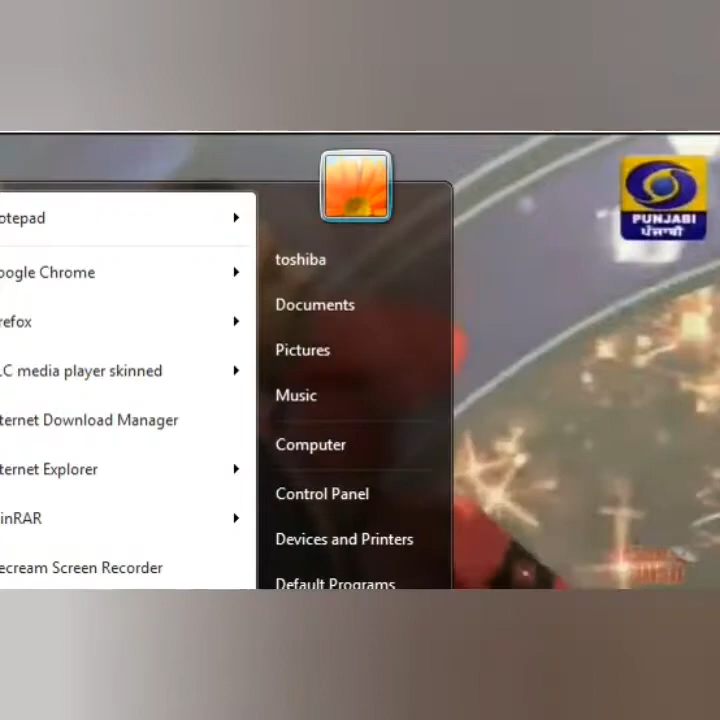 otepad
oogle Chrome
refox
LC media player skinned
ternet Download Manager
ternet Explorer
inRAR
ecream Screen Recorder
toshiba
Documents
Pictures
Music
Computer
Control Panel
Devices and Printers
Default Programs
PUNJABI
ਪੰਜਾਬੀ